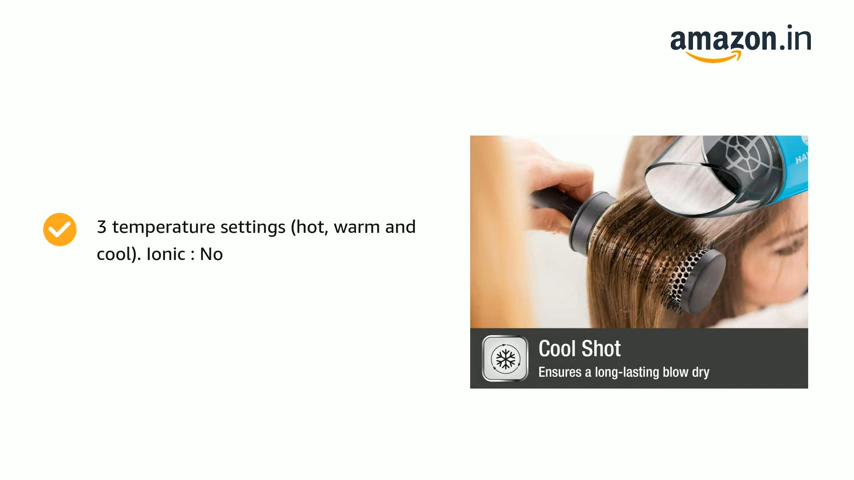 amazon.in
3 temperature settings (hot, warm and
cool). Ionic : No
Cool Shot
Ensures a long-lasting blow dry